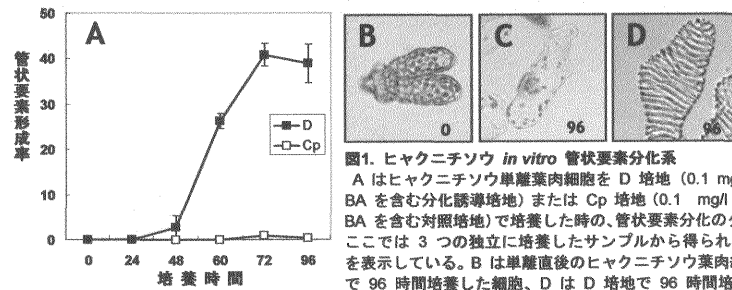 50
40
30
20
10
0
管状要素形成率
A
D
Cp
0 24 48 60 72 96
培養時間
B
0
C
96
D
96
図1. ヒャクニチソウ in vitro 管状要素分化系
A はヒャクニチソウ単離葉肉細胞を D 培地（0.1 mg
BA を含む分化誘導培地）または Cp 培地（0.1 mg/l
BA を含む対照培地）で培養した時の、管状要素分化の
ここでは 3 つの独立に培養したサンプルから得られ
を表示している。B は単離直後のヒャクニチソウ葉肉
で 96 時間培養した細胞、D は D 培地で 96 時間培